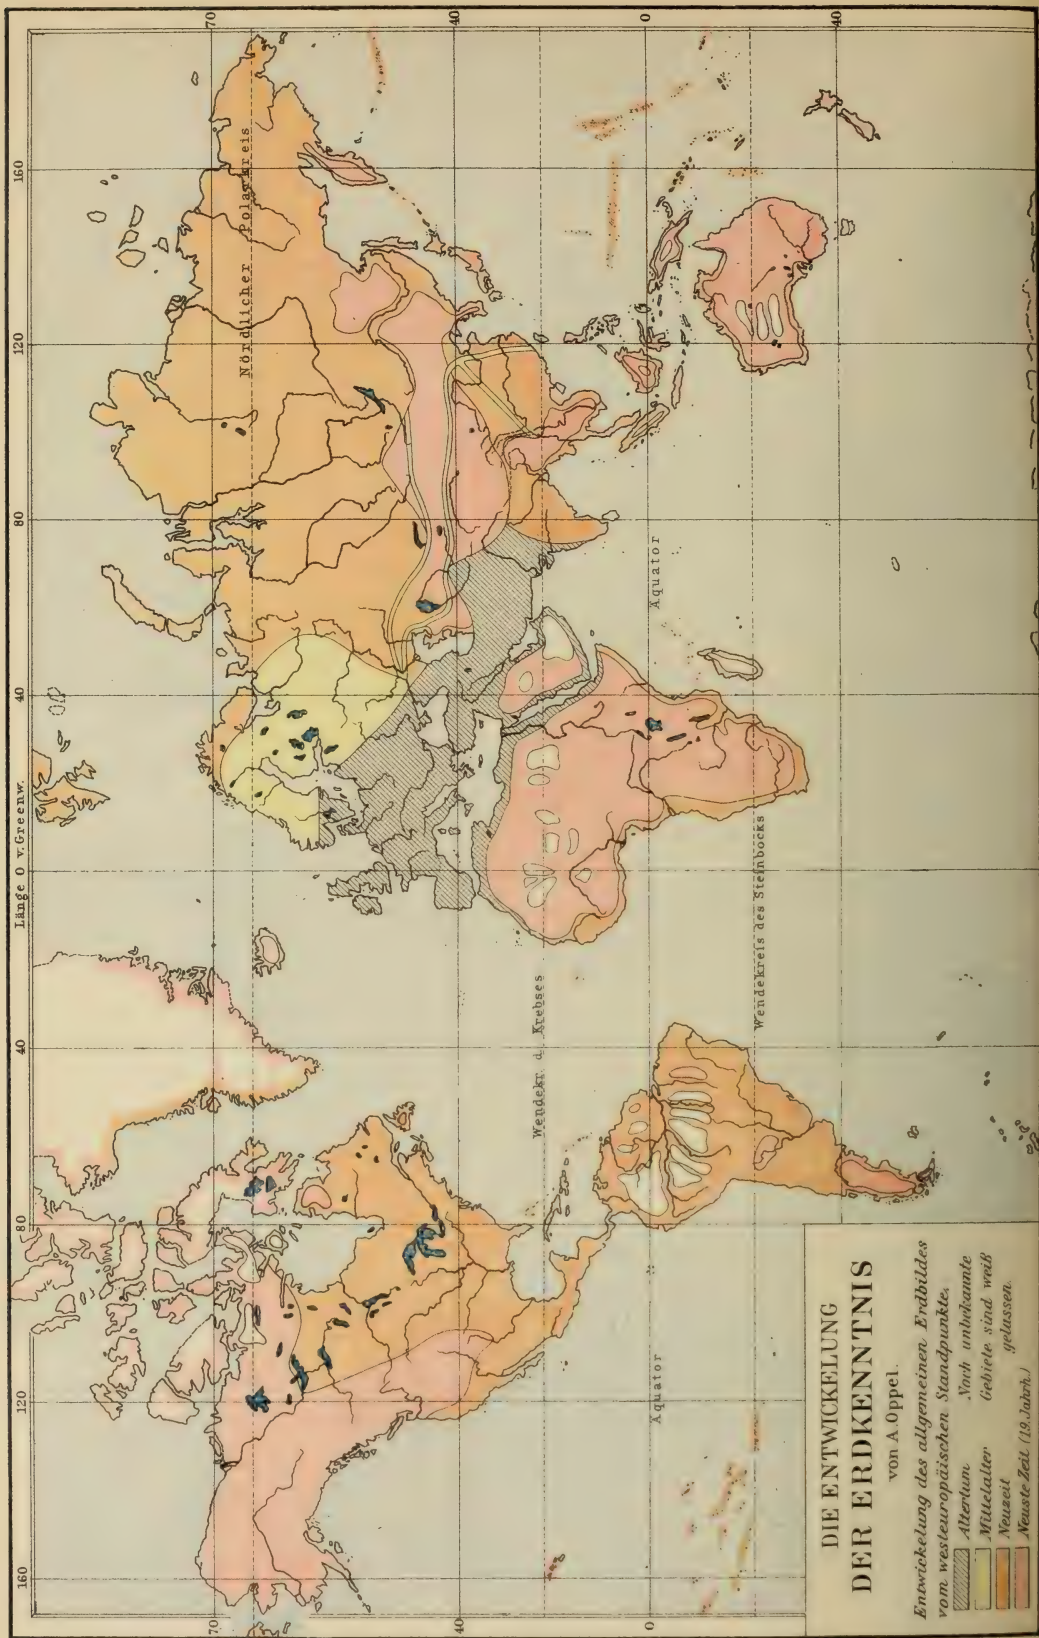 Länge 0 v. Greenw.
160
120
80
40
40
80
120
160
70
40
0
70
40
0
40
Nördlicher Polarkreis
Wendekr. d. Krebses
Äquator
Äquator
Wendekreis des Steinbocks
DIE ENTWICKELUNG
DER ERDKENNTNIS
von A. Oppel.
Entwickelung des allgemeinen Erdbildes
vom westeuropäischen Standpunkte.
Altertum Noch unbekannte
Mittelalter Gebiete sind weiß
Neuzeit gelassen.
Neuste Zeit (19. Jahrh.)